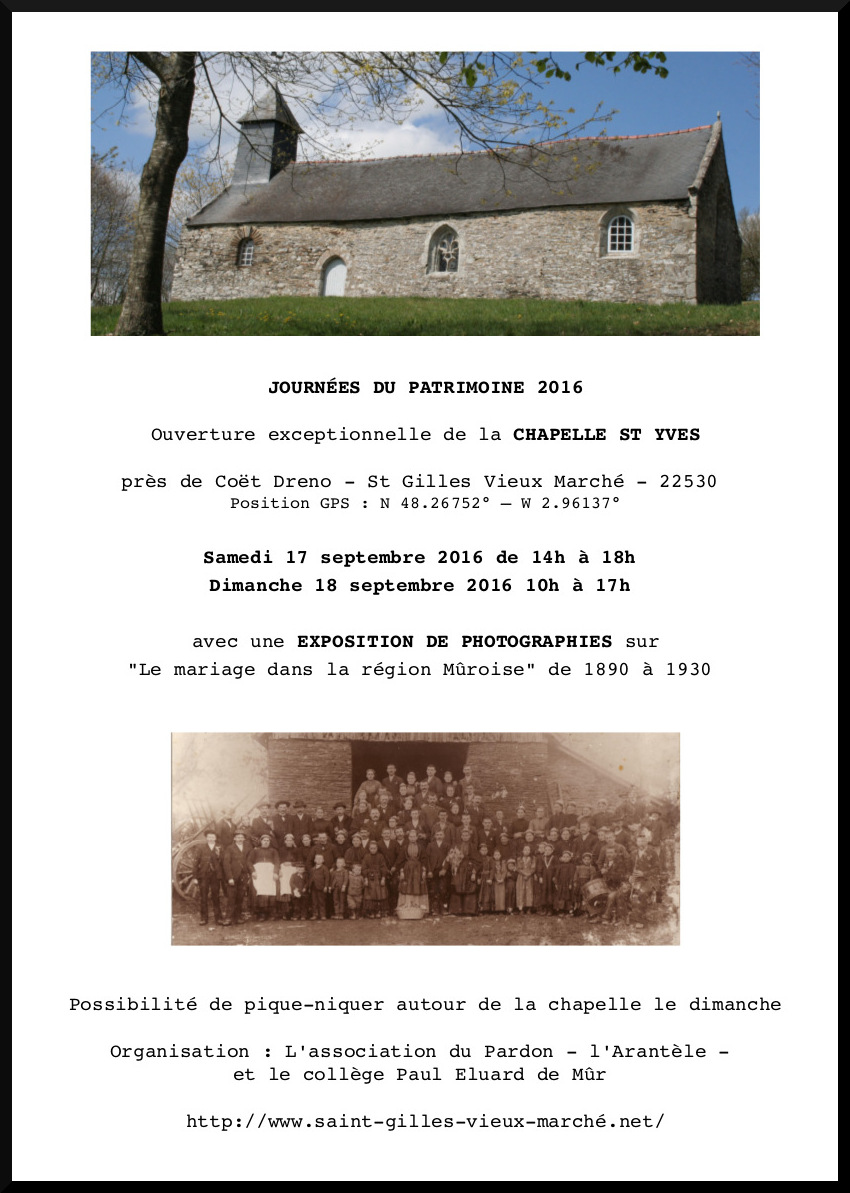 JOURNÉES DU PATRIMOINE 2016
Ouverture exceptionnelle de la CHAPELLE ST YVES
près de Coët Dreno - St Gilles Vieux Marché - 22530
Position GPS : N 48.26752° – W 2.96137°
Samedi 17 septembre 2016 de 14h à 18h
Dimanche 18 septembre 2016 10h à 17h
avec une EXPOSITION DE PHOTOGRAPHIES sur
"Le mariage dans la région Mûroise" de 1890 à 1930
Possibilité de pique-niquer autour de la chapelle le dimanche
Organisation : L'association du Pardon - l'Arantèle -
et le collège Paul Eluard de Mûr
http://www.saint-gilles-vieux-marché.net/